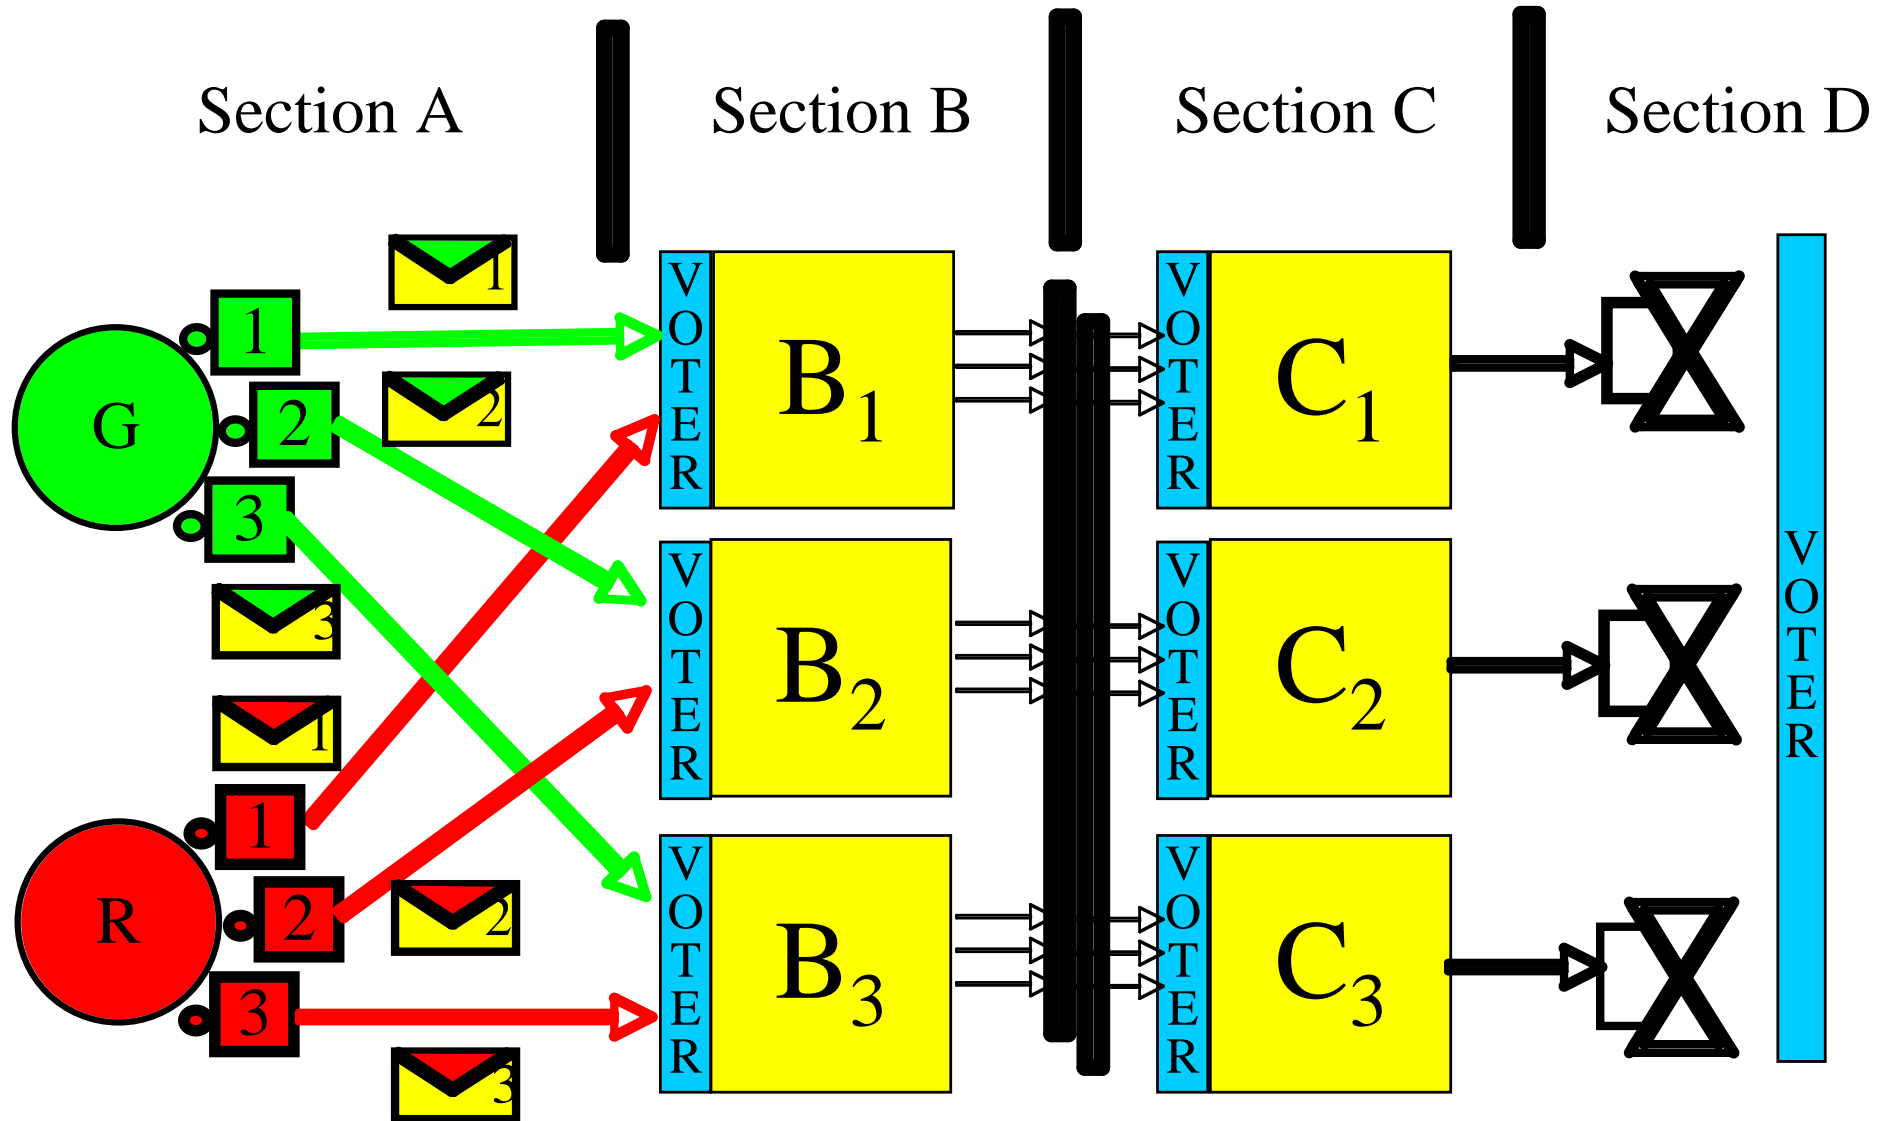 Section A
Section B
Section C
Section D
G
1
2
3
1
2
3
R
1
2
3
1
2
3
VOTER
B1
VOTER
B2
VOTER
B3
VOTER
C1
VOTER
C2
VOTER
C3
VOTER